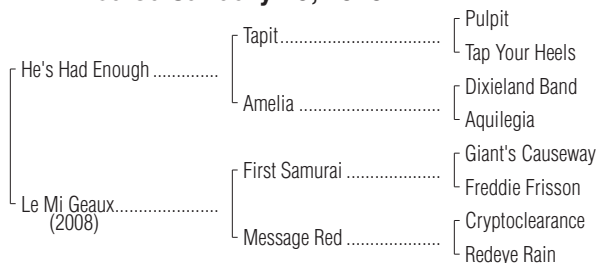 Pulpit
Tapit
Tap Your Heels
He's Had Enough
Dixieland Band
Amelia
Aquilegia
Giant's Causeway
First Samurai
Freddie Frisson
Le Mi Geaux
(2008)
Cryptoclearance
Message Red
Redeye Rain